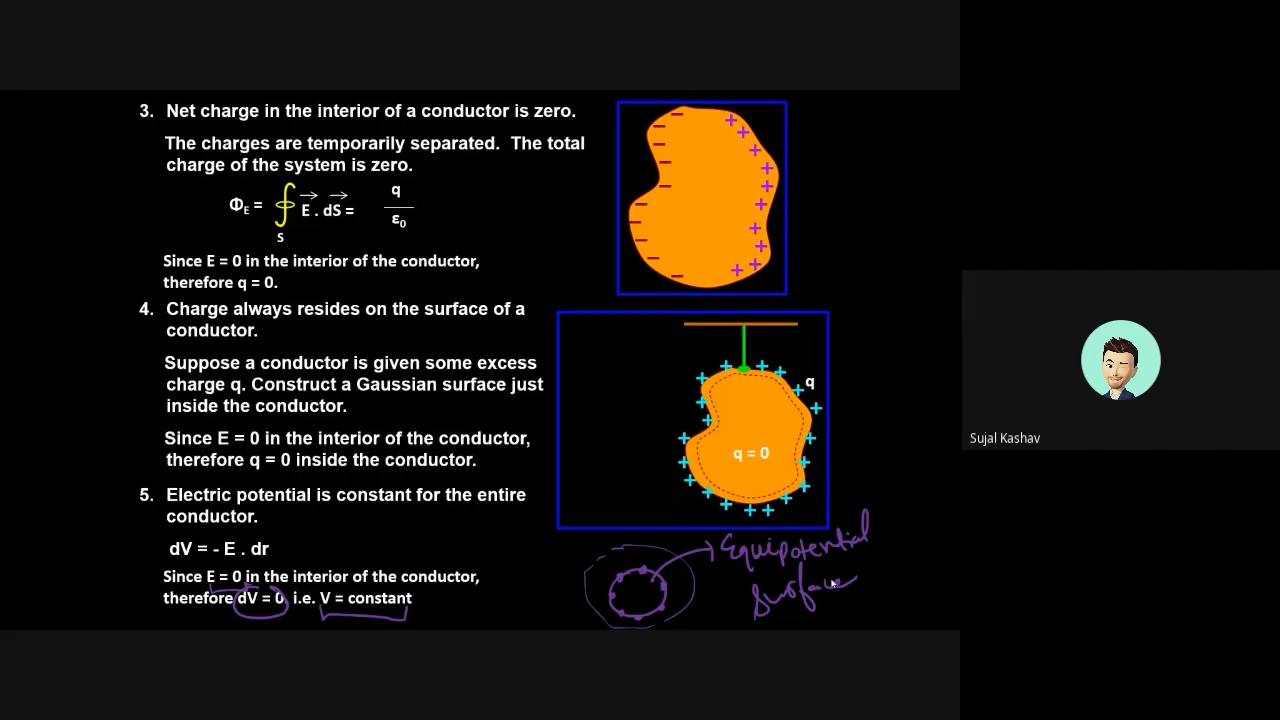 3. Net charge in the interior of a conductor is zero.
The charges are temporarily separated. The total
charge of the system is zero.
ΦE = ∮S E . dS = q / ε0
Since E = 0 in the interior of the conductor,
therefore q = 0.
4. Charge always resides on the surface of a
conductor.
Suppose a conductor is given some excess
charge q. Construct a Gaussian surface just
inside the conductor.
Since E = 0 in the interior of the conductor,
therefore q = 0 inside the conductor.
5. Electric potential is constant for the entire
conductor.
dV = - E . dr
Since E = 0 in the interior of the conductor,
therefore dV = 0, i.e. V = constant
q
q = 0
Equipotential
Surface
Sujal Kashav